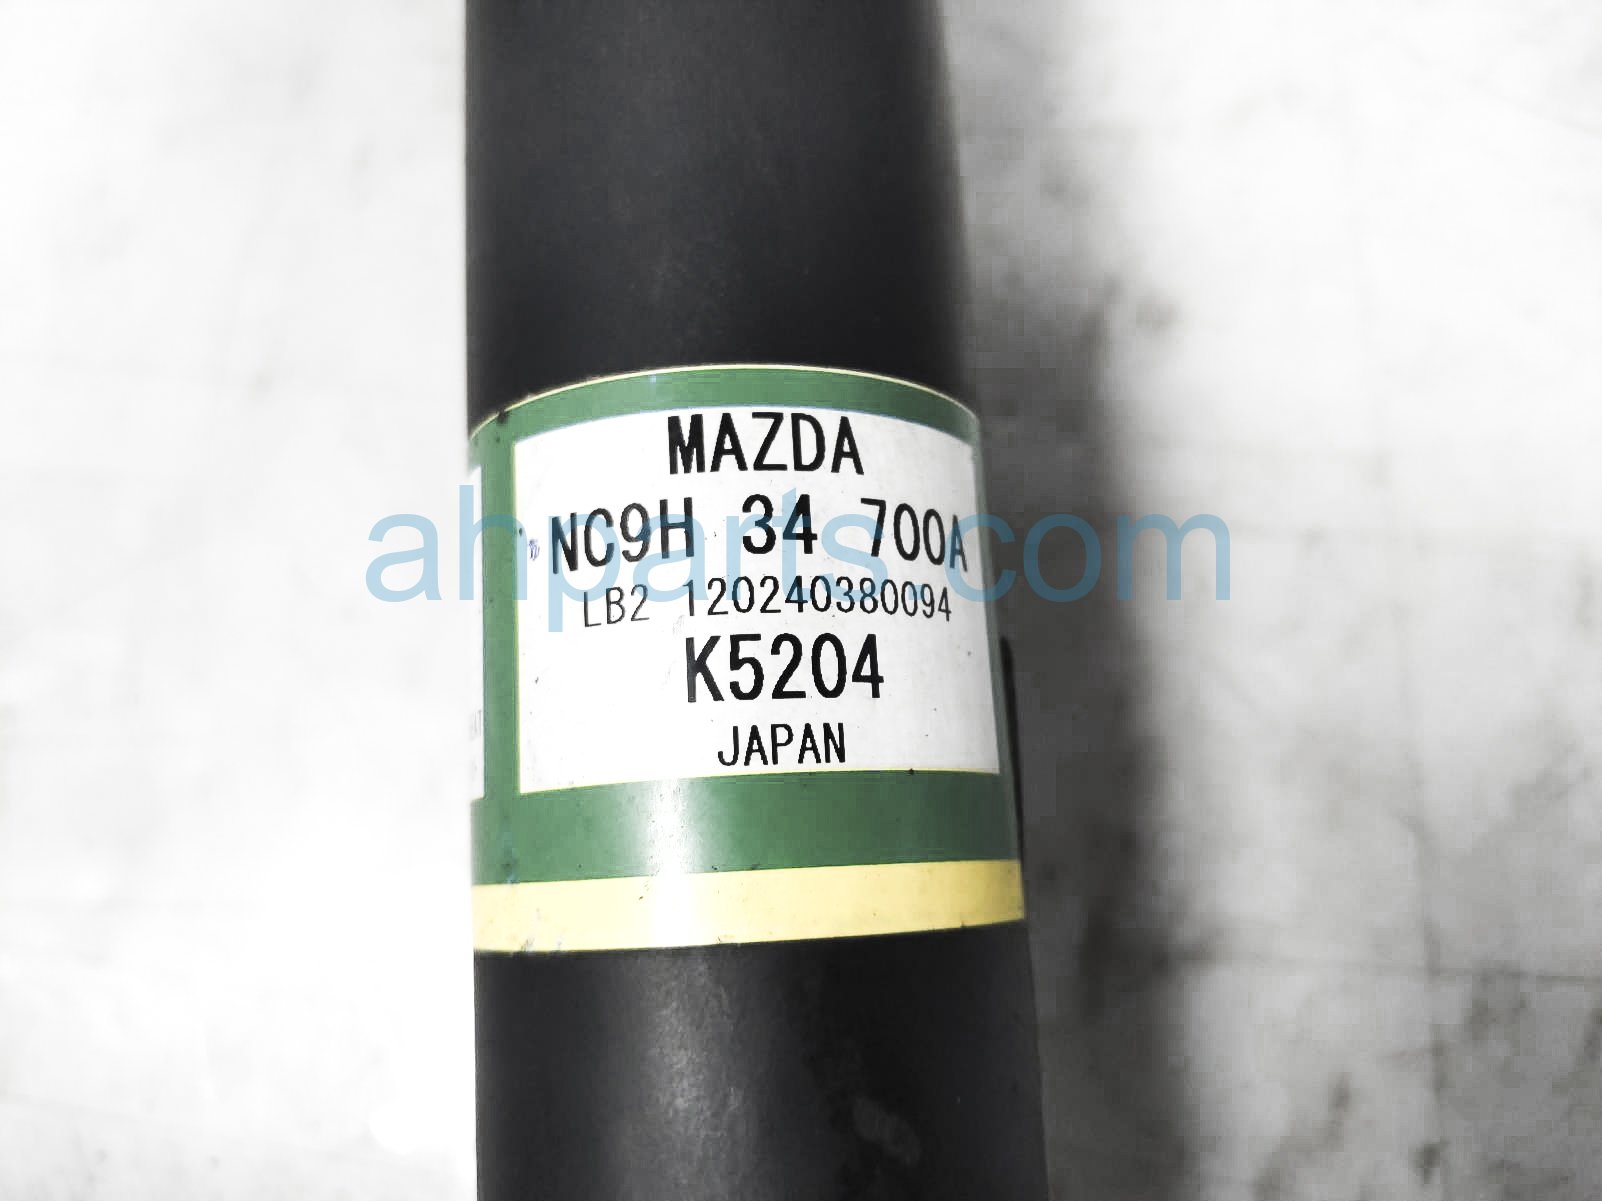 MAZDA
NC9H 34 700A
ahparts.com
LB2 120240380094
K5204
JAPAN